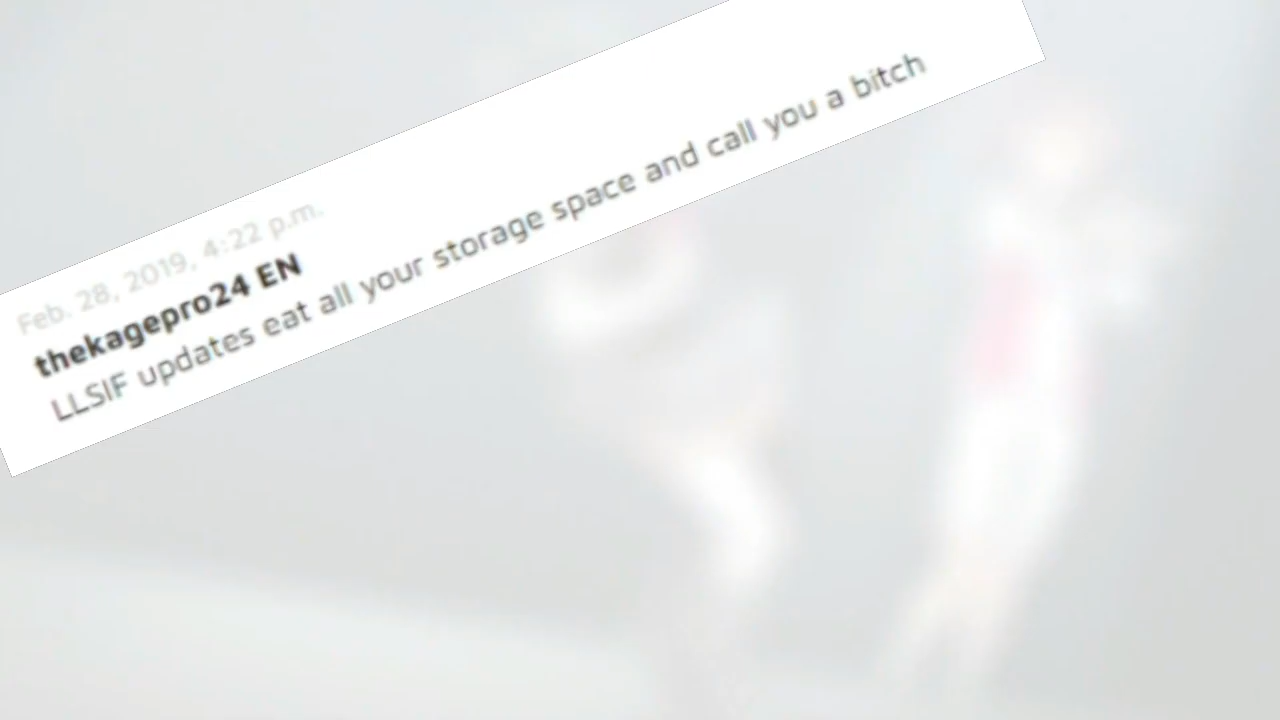 Feb. 28, 2019, 4:22 p.m.
thekagepro24 EN
LLSIF updates eat all your storage space and call you a bitch